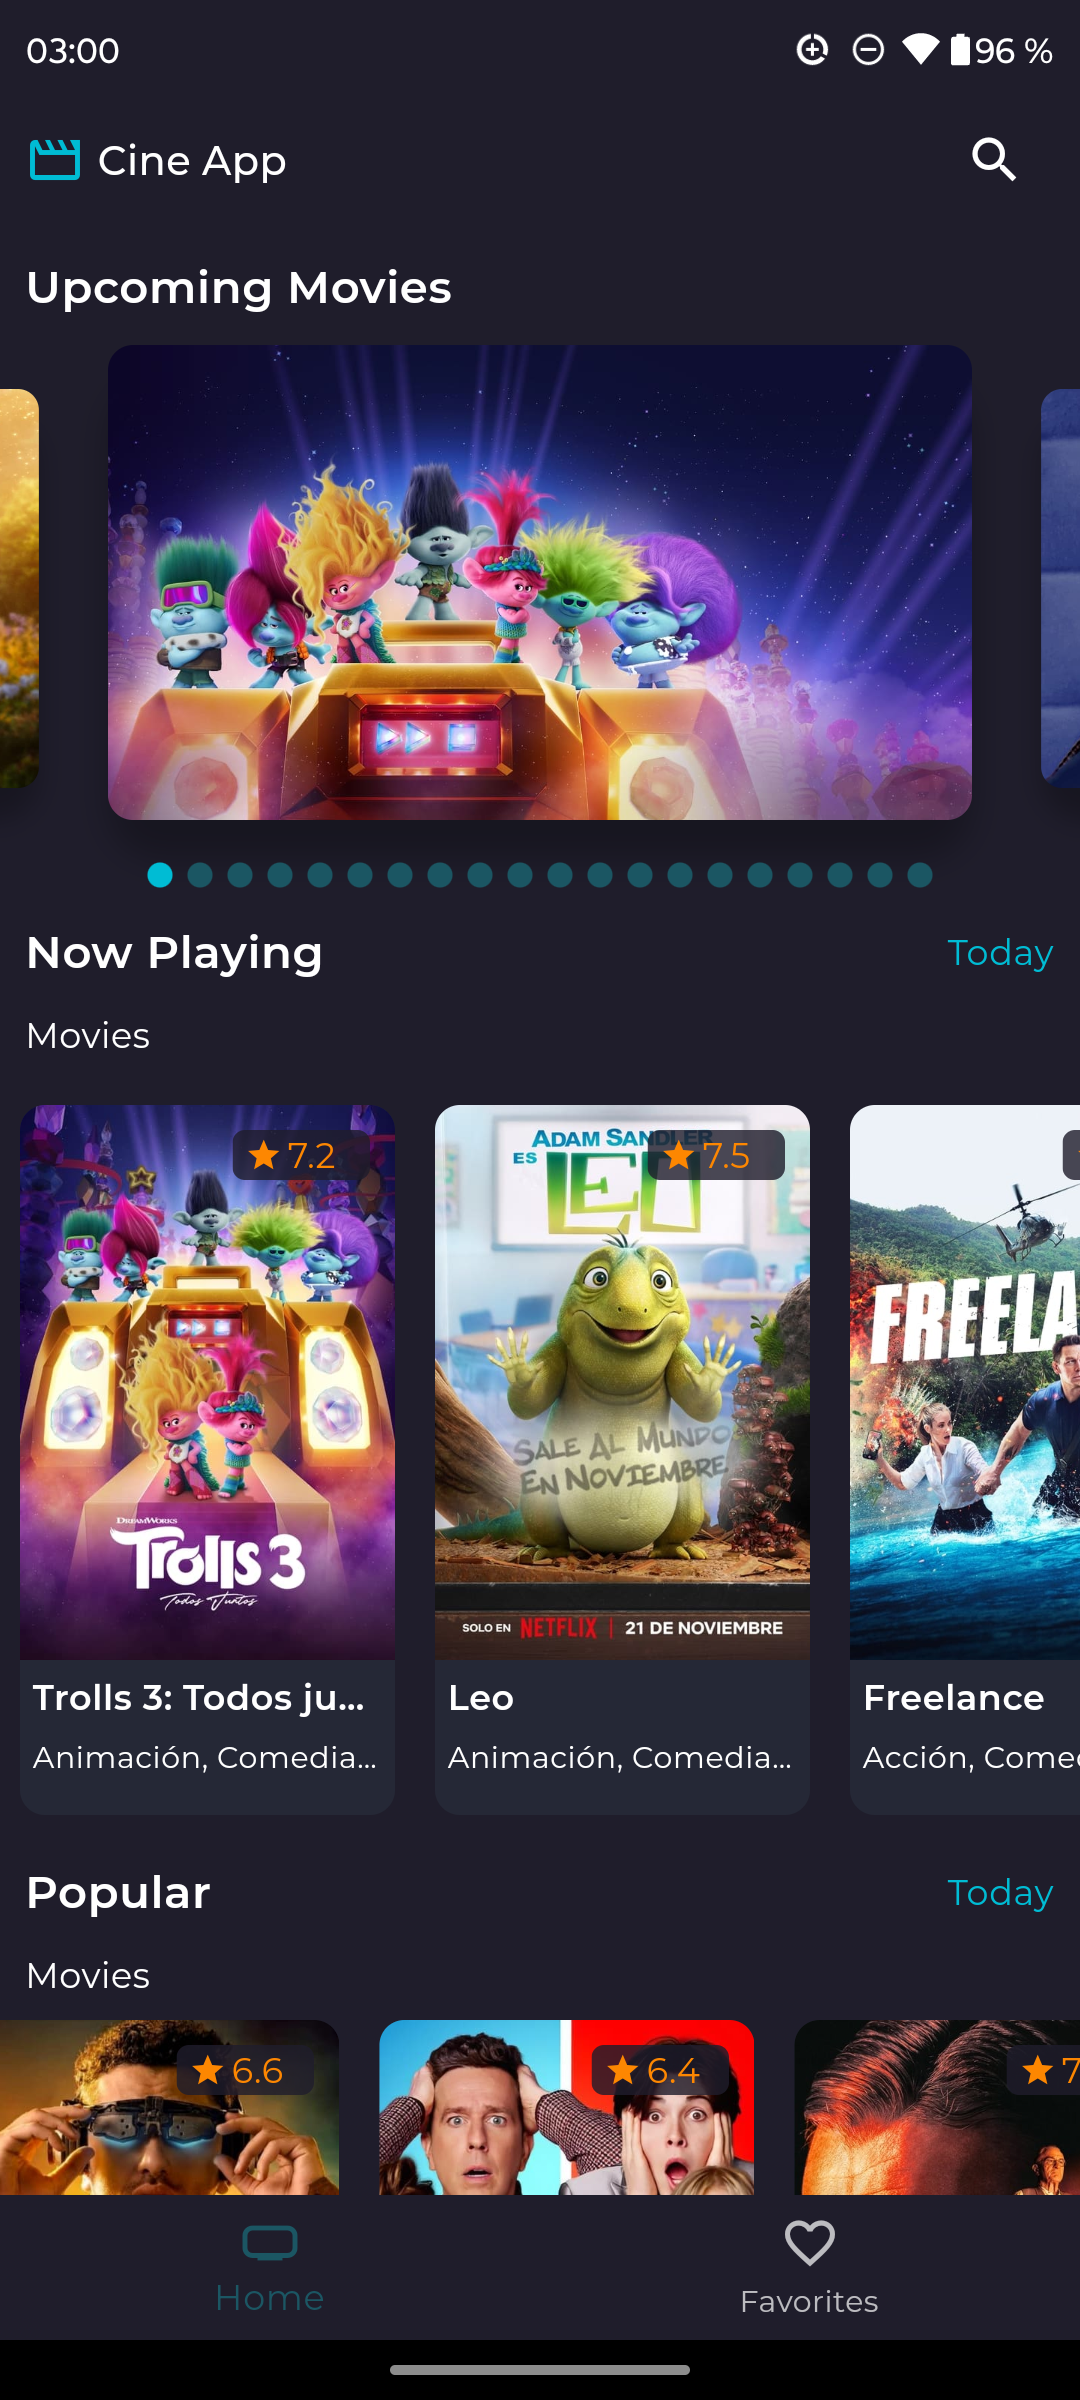 03:00
96 %
Cine App
Upcoming Movies
Now Playing
Today
Movies
7.2
DREAMWORKS
Trolls 3
Todos Juntos
Trolls 3: Todos ju...
Animación, Comedia...
ADAM SANDLER
ES
LEO
7.5
SALE AL MUNDO
EN NOVIEMBRE
SOLO EN NETFLIX | 21 DE NOVIEMBRE
Leo
Animación, Comedia...
FREELA
Freelance
Acción, Come
Popular
Today
Movies
6.6
6.4
7
Home
Favorites